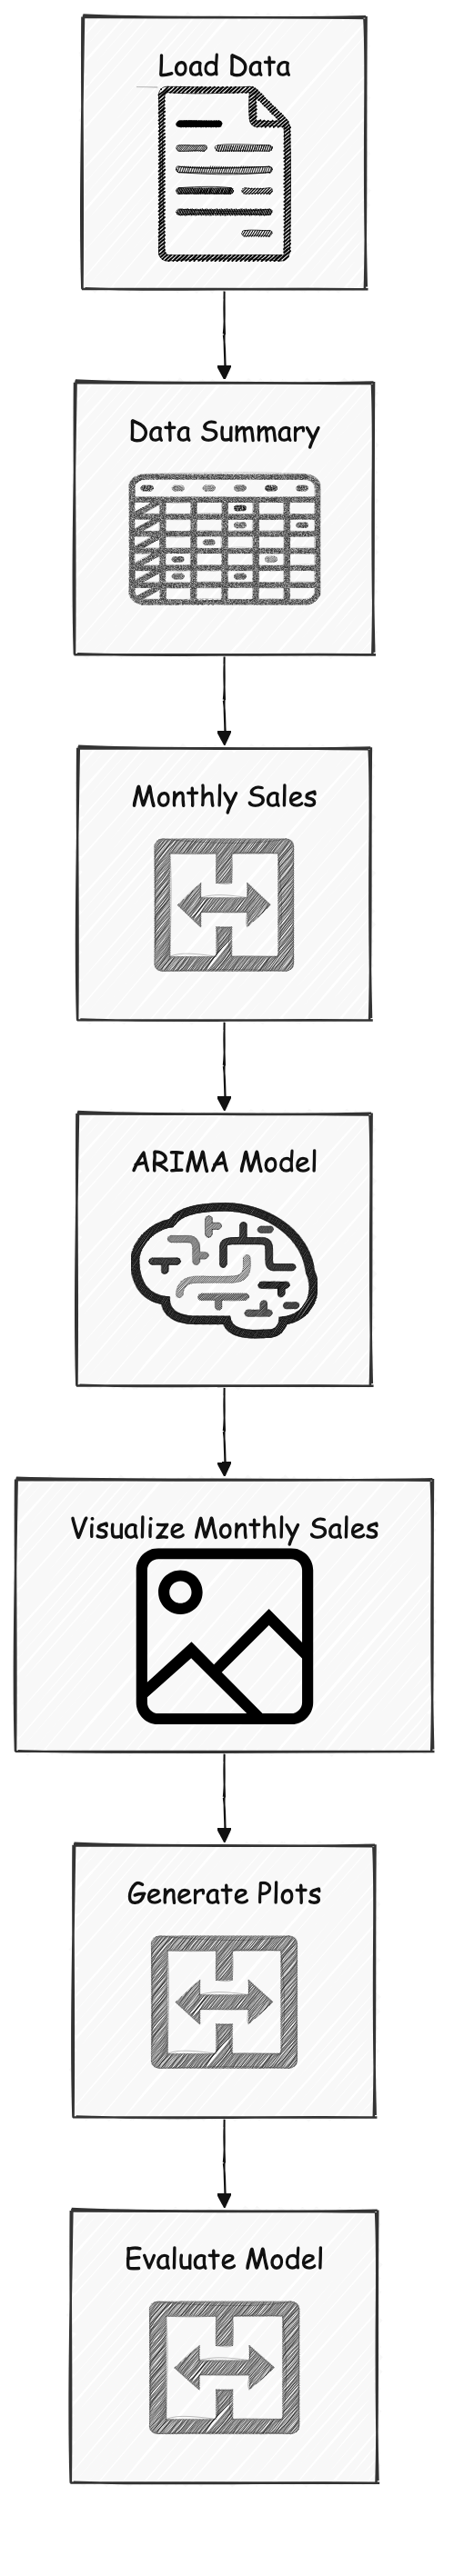 Load Data
Data Summary
Monthly Sales
ARIMA Model
Visualize Monthly Sales
Generate Plots
Evaluate Model